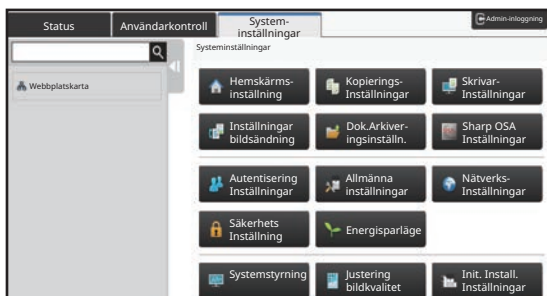 Status
Användarkontroll
System-
inställningar
Admin-inloggning
Systeminställningar
Webbplatskarta
Hemskärms-
inställning
Kopierings-
Inställningar
Skrivar-
Inställningar
Inställningar
bildsändning
Dok.Arkiver-
ingsinställn.
Sharp OSA
Inställningar
Autentisering
Inställningar
Allmänna
inställningar
Nätverks-
Inställningar
Säkerhets
Inställning
Energisparläge
Systemstyrning
Justering
bildkvalitet
Init. Install.
Inställningar